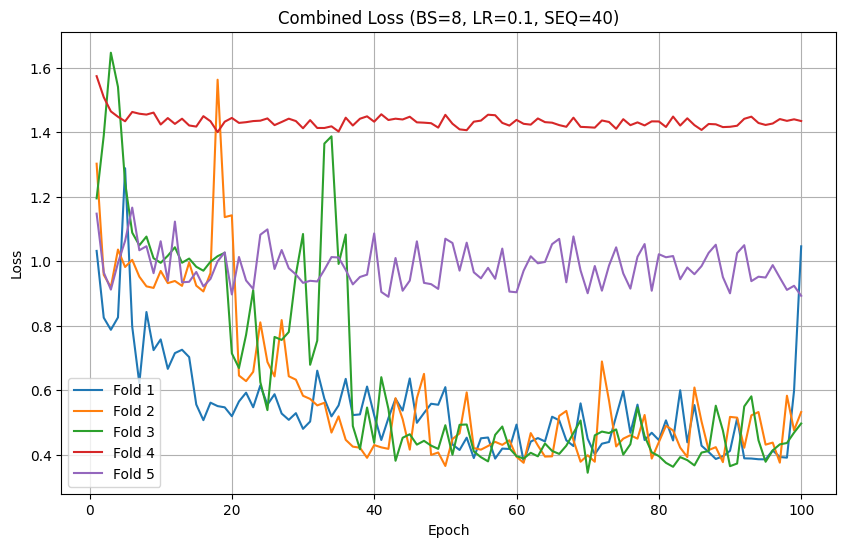 Combined Loss (BS=8, LR=0.1, SEQ=40)
Loss
1.6
1.4
1.2
1.0
0.8
0.6
0.4
Fold 1
Fold 2
Fold 3
Fold 4
Fold 5
0 20 40 60 80 100
Epoch